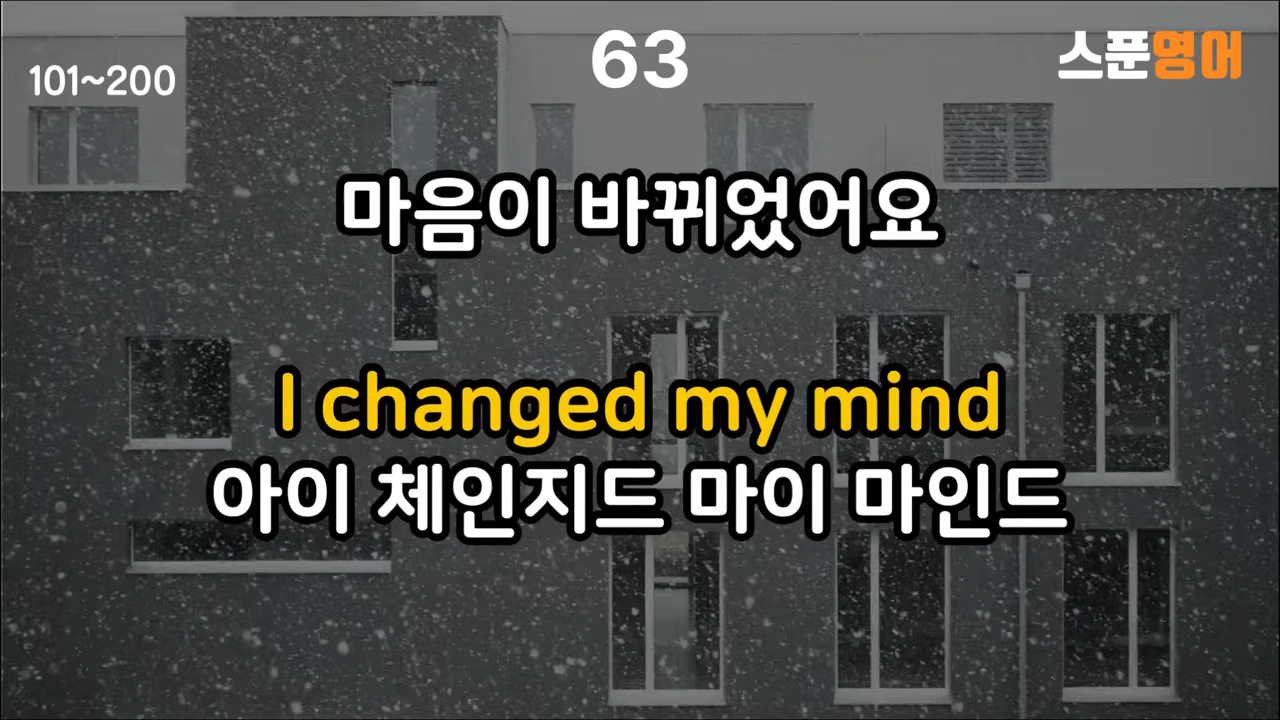 101~200
63
스푼영어
마음이 바뀌었어요
I changed my mind
아이 체인지드 마이 마인드